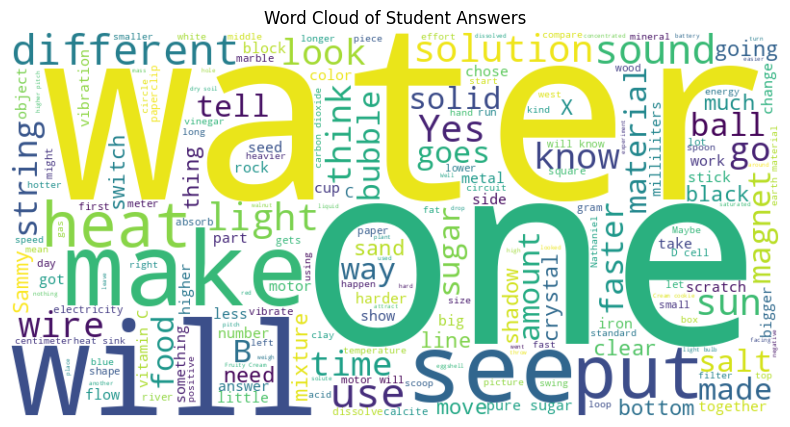 Word Cloud of Student Answers
different
smaller
white
middle
block
marble
longer
piece
look
color
effort
compare
concentrated
mineral
battery
dissolved
turn
easier
solution
chose
start
sound
going
object
vibration
circle
paperclip
water
tell
think
bubble
carbon dioxide
vinegar
solid
Yes
goes
hand
run
west
kind
will know
X
wood
material
milliliters
energy
lot
spoon
much
change
ball
work
go
string
might
first
meter
switch
long
thing
seed
heavier
rock
dry soil
cup
C
lower
metal
circuit
know
square
gram
stick
black
earth material
saturated
heat
light
hotter
speed
gas
mean
absorb
side
fat
drop
sugar
liquid
walnut
Sammy
day
got
part
right
gets
motor
using
make
one
paper
plant
sand
way
happen
hard
show
harder
size
shadow
amount
crystal
Nathaniel
faster
iron
standard
Maybe
D cell
take
let
scratch
small
box
sun
bigger
magnet
wire
electricity
centimeter
heat sink
higher
less
vibrate
number
pitch
left
clay
big
line
clear
facing
negative
will
blue
shape
another
flow
river
vitamin C
food
something
positive
B
need
answer
little
Fruity Cream
weigh
mixture
time
temperature
use
solute
acid
motor will
scoop
dissolve
eggshell
attract
calcite
see
move
picture
swing
pure sugar
loop
fast
put
light bulb
filter
bottom
made
salt
top
together